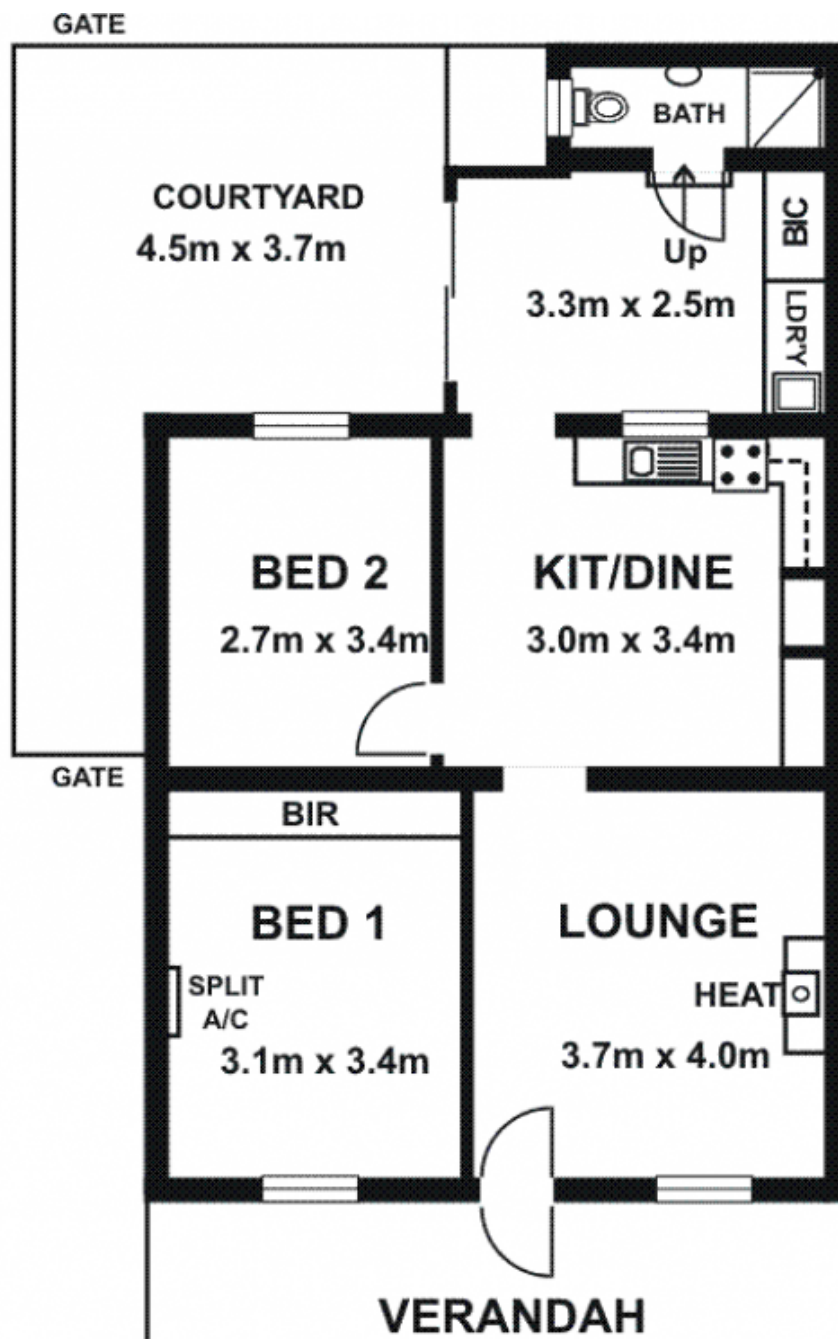 GATE
BATH
COURTYARD
4.5m x 3.7m
BIC
Up
3.3m x 2.5m
LDRY
BED 2
2.7m x 3.4m
KIT/DINE
3.0m x 3.4m
GATE
BIR
BED 1
LOUNGE
SPLIT
A/C
HEAT
3.1m x 3.4m
3.7m x 4.0m
VERANDAH